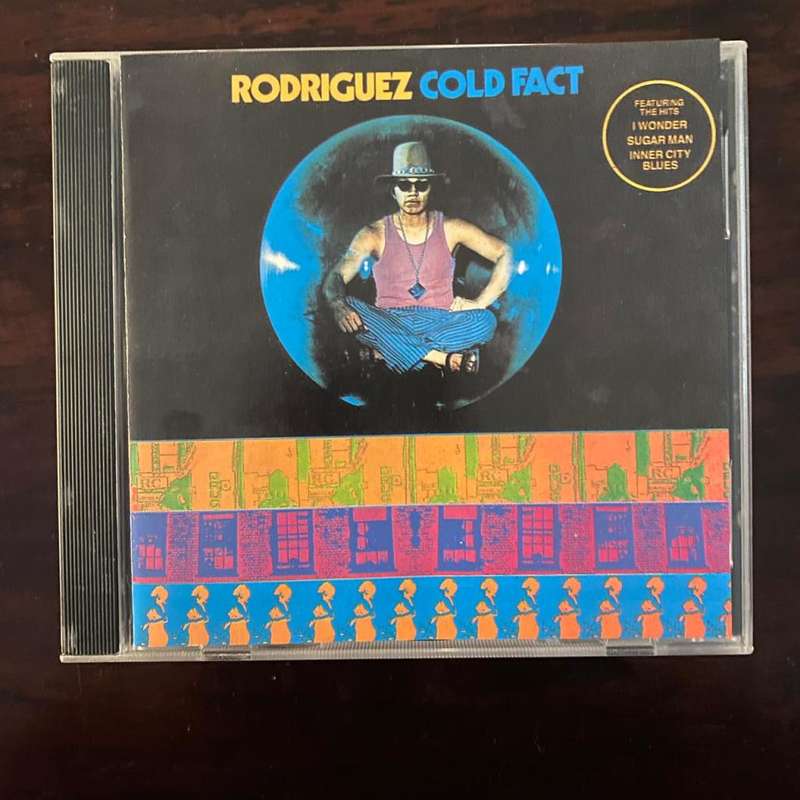 RODRIGUEZ COLD FACT
FEATURING
THE HITS
I WONDER
SUGAR MAN
INNER CITY
BLUES